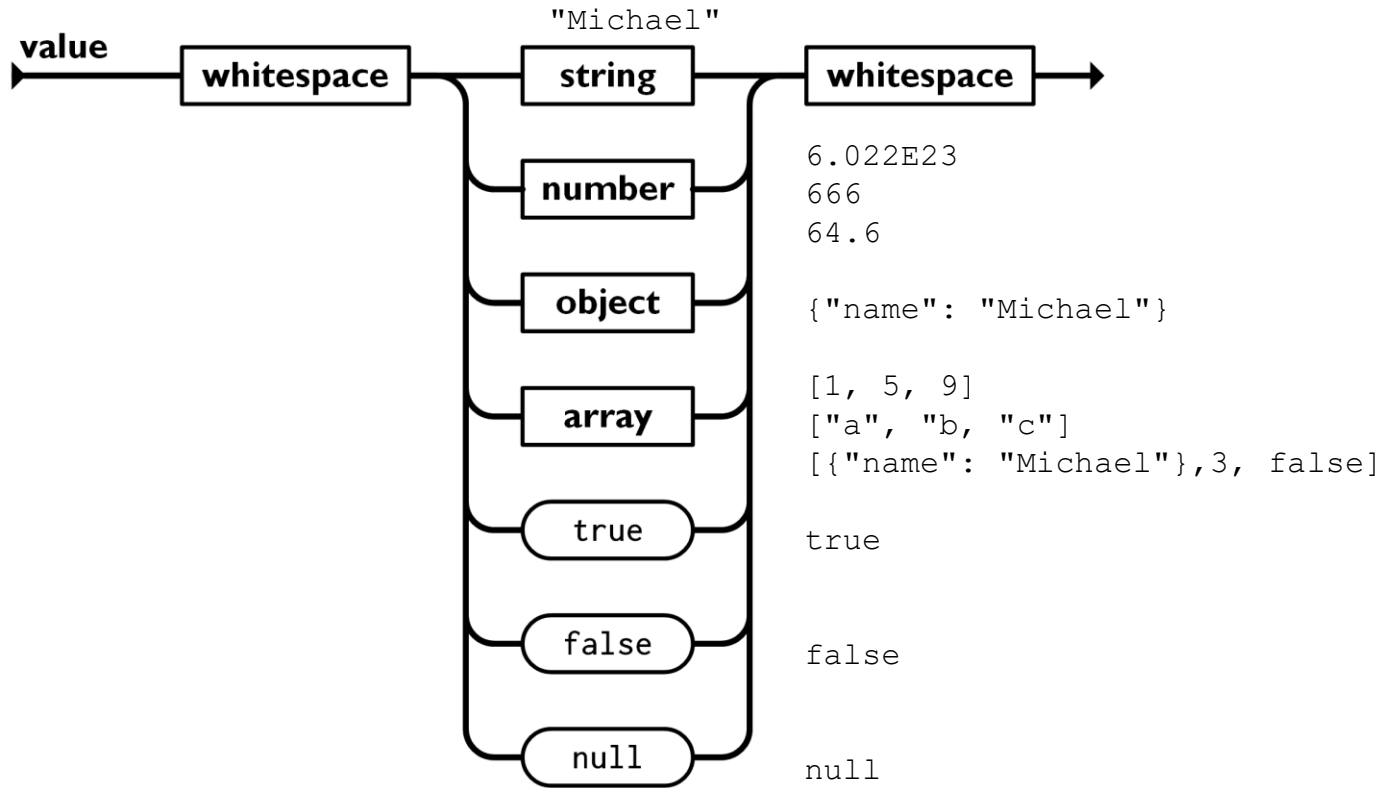 "Michael"
value
whitespace
string
whitespace
number
6.022E23
666
64.6
object
{"name": "Michael"}
array
[1, 5, 9]
["a", "b, "c"]
[{"name": "Michael"},3, false]
true
true
false
false
null
null